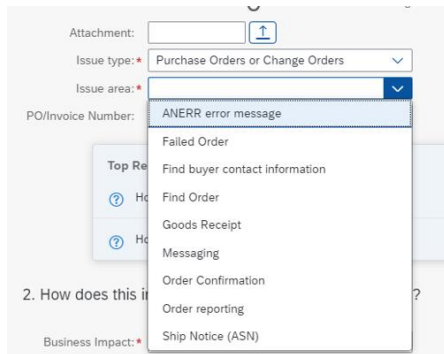 Attachment:
Issue type:* Purchase Orders or Change Orders
Issue area:*
PO/Invoice Number:
ANERR error message
Failed Order
Top Re
Find buyer contact information
Ho
Find Order
Goods Receipt
Ho
Messaging
Order Confirmation
2. How does this i ?
Order reporting
Ship Notice (ASN)
Business Impact:*